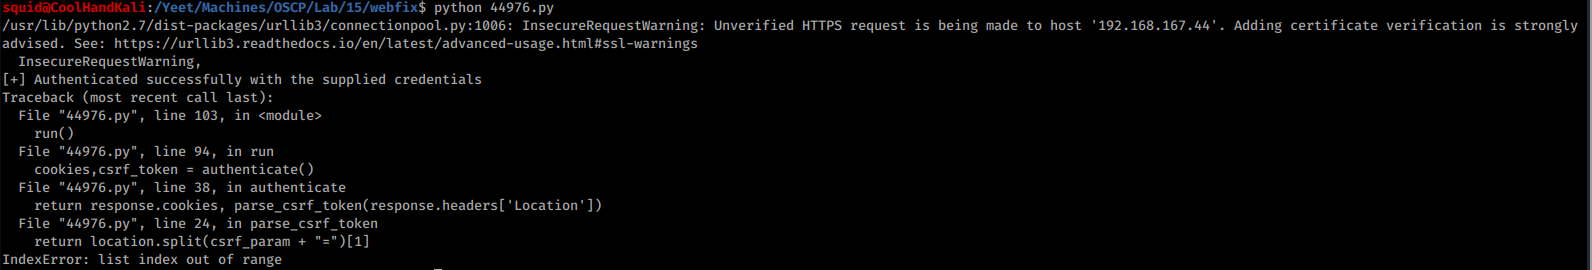 squid@CoolHandKali:/Yeet/Machines/OSCP/Lab/15/webfix$ python 44976.py
/usr/lib/python2.7/dist-packages/urllib3/connectionpool.py:1006: InsecureRequestWarning: Unverified HTTPS request is being made to host '192.168.167.44'. Adding certificate verification is strongly
advised. See: https://urllib3.readthedocs.io/en/latest/advanced-usage.html#ssl-warnings
  InsecureRequestWarning,
[+] Authenticated successfully with the supplied credentials
Traceback (most recent call last):
  File "44976.py", line 103, in <module>
    run()
  File "44976.py", line 94, in run
    cookies,csrf_token = authenticate()
  File "44976.py", line 38, in authenticate
    return response.cookies, parse_csrf_token(response.headers['Location'])
  File "44976.py", line 24, in parse_csrf_token
    return location.split(csrf_param + "=")[1]
IndexError: list index out of range